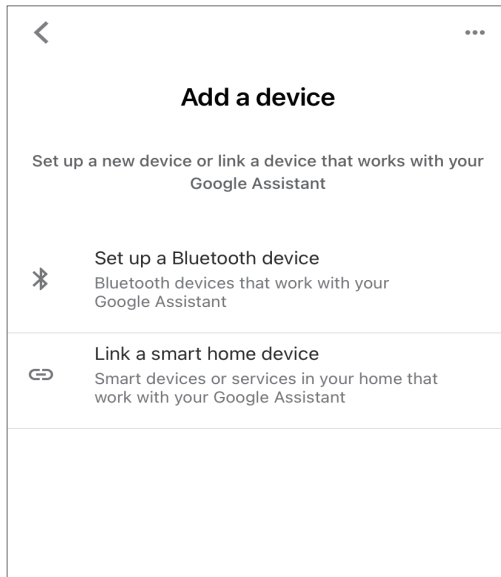 Add a device
Set up a new device or link a device that works with your
Google Assistant
Set up a Bluetooth device
Bluetooth devices that work with your
Google Assistant
Link a smart home device
Smart devices or services in your home that
work with your Google Assistant